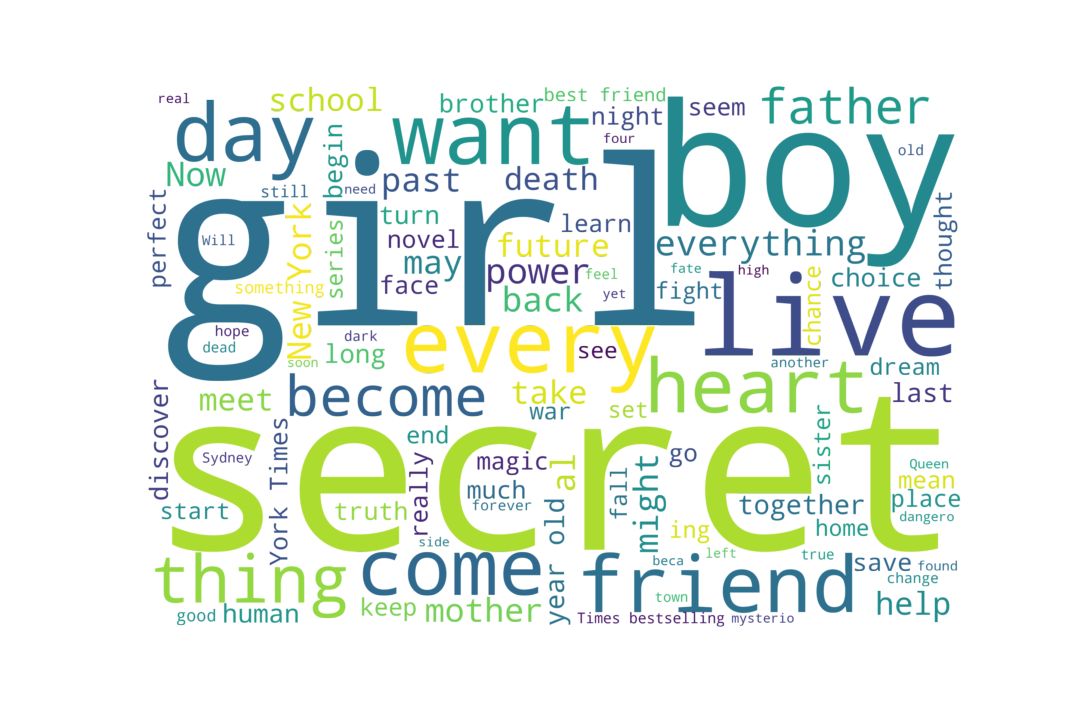 real
school
brother
best friend
day
want
night
seem
father
boy
four
old
Now
begin
past
death
still
need
girl
perfect
Will
New York
series
turn
learn
novel
future
everything
thought
may
power
feel
fate
high
choice
something
face
back
yet
fight
chance
live
hope
dark
every
see
dead
soon
long
another
dream
meet
become
take
heart
last
war
set
discover
York Times
end
secret
sister
Sydney
really
magic
al
go
Queen
much
fall
might
mean
start
truth
forever
year old
together
place
ing
home
dangero
side
thing
come
friend
beca
left
true
save
found
change
town
good
human
keep
mother
Times bestselling
mysterio
help